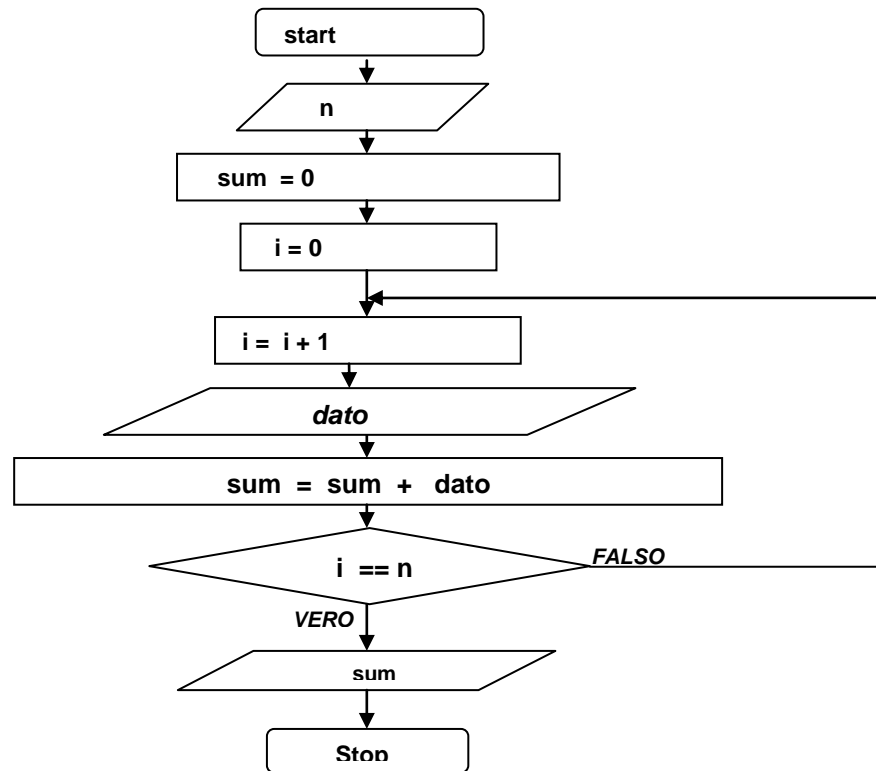 start
n
sum = 0
i = 0
i = i + 1
dato
sum = sum + dato
i == n
FALSO
VERO
sum
Stop